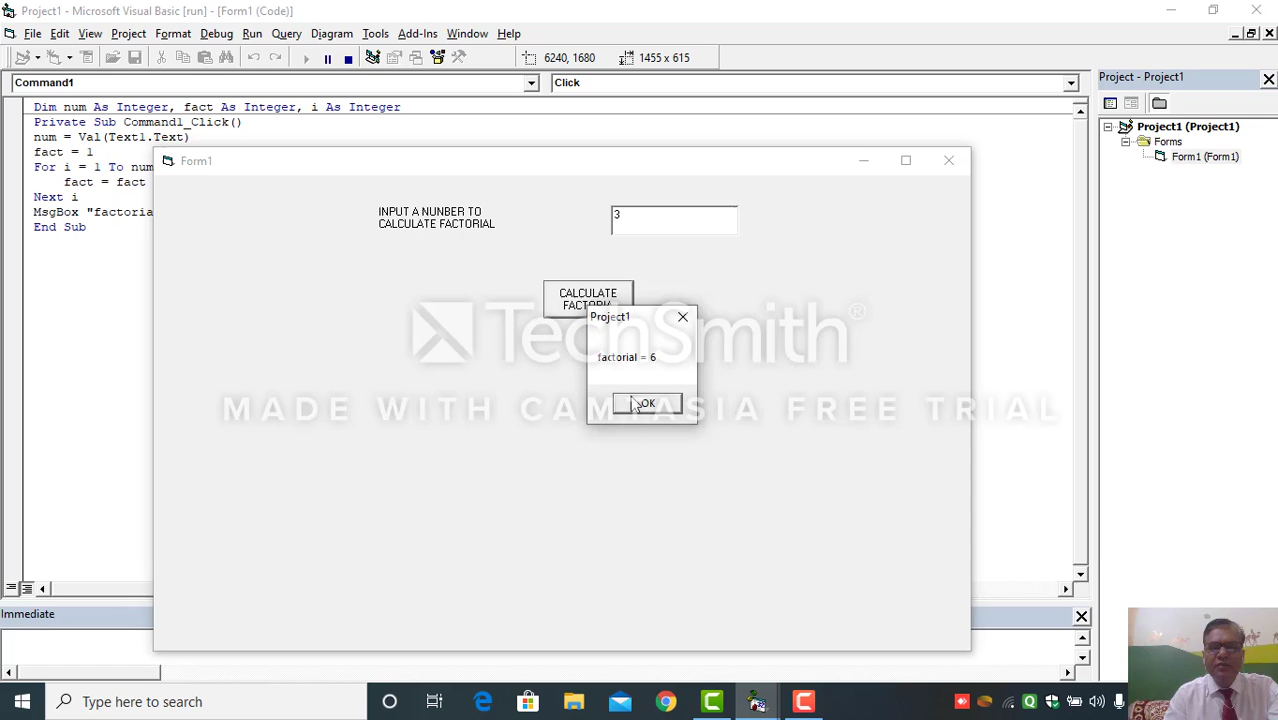 Project1 - Microsoft Visual Basic [run] - [Form1 (Code)]
File Edit View Project Format Debug Run Query Diagram Tools Add-Ins Window Help
6240, 1680 1455 x 615
Command1 Click
Project - Project1
Project1 (Project1)
Forms
Form1 (Form1)
Dim num As Integer, fact As Integer, i As Integer
Private Sub Command1_Click()
num = Val(Text1.Text)
fact = 1
For i = 1 To num
fact = fact
Next i
MsgBox "factoria
End Sub
Form1
INPUT A NUNBER TO
CALCULATE FACTORIAL
3
CALCULATE
FACTORIA
Project1
factorial = 6
OK
TechSmith®
MADE WITH CAMTASIA FREE TRIAL
Immediate
Type here to search